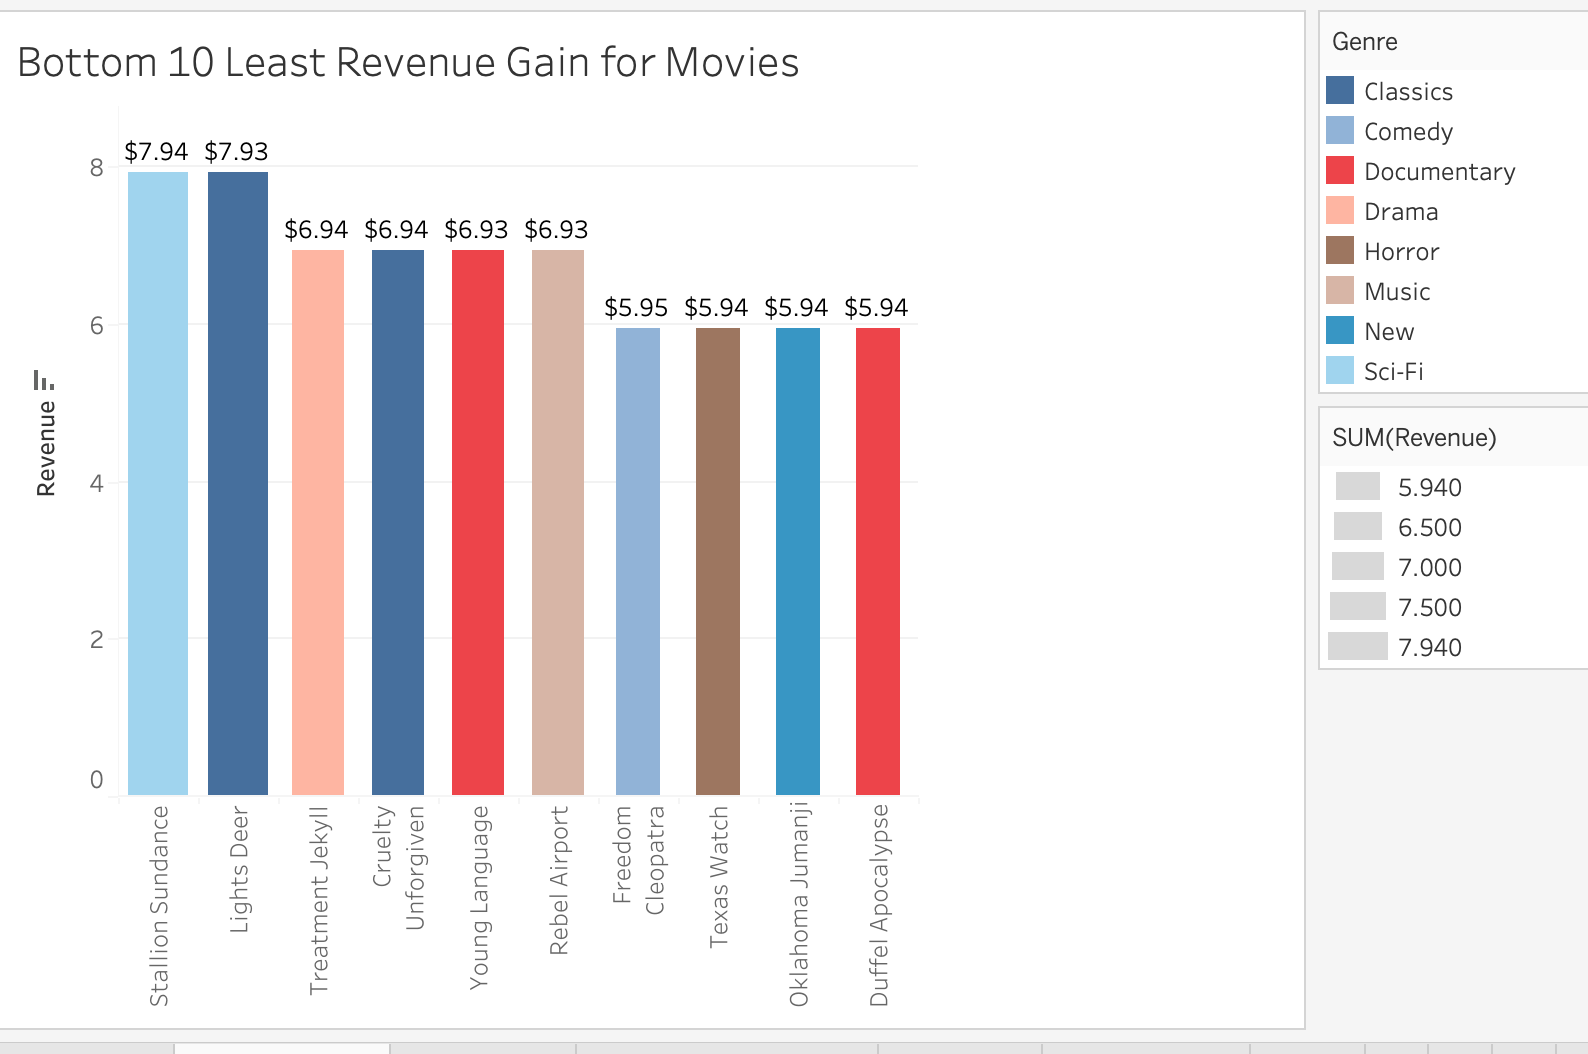 Bottom 10 Least Revenue Gain for Movies
Revenue
8
6
4
2
0
$7.94
$7.93
$6.94
$6.94
$6.93
$6.93
$5.95
$5.94
$5.94
$5.94
Stallion Sundance
Lights Deer
Treatment Jekyll
Cruelty
Unforgiven
Young Language
Rebel Airport
Freedom
Cleopatra
Texas Watch
Oklahoma Jumanji
Duffel Apocalypse
Genre
Classics
Comedy
Documentary
Drama
Horror
Music
New
Sci-Fi
SUM(Revenue)
5.940
6.500
7.000
7.500
7.940